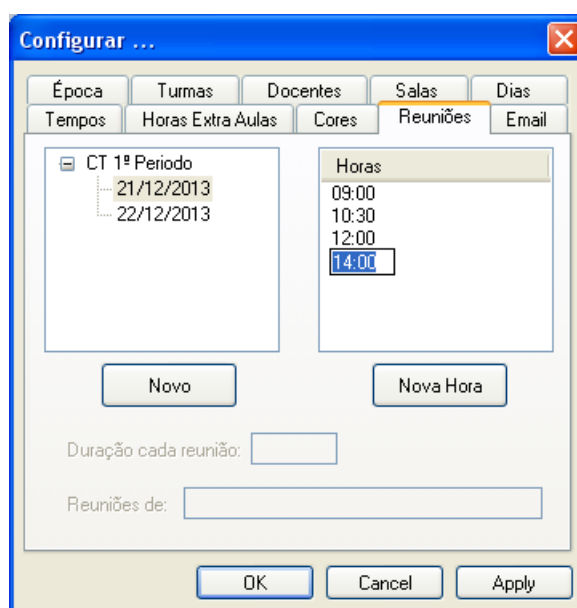 Configurar ...
Época Turmas Docentes Salas Dias
Tempos Horas Extra Aulas Cores Reuniões Email
CT 1º Periodo
21/12/2013
22/12/2013
Horas
09:00
10:30
12:00
14:00
Novo
Nova Hora
Duração cada reunião:
Reuniões de:
OK Cancel Apply